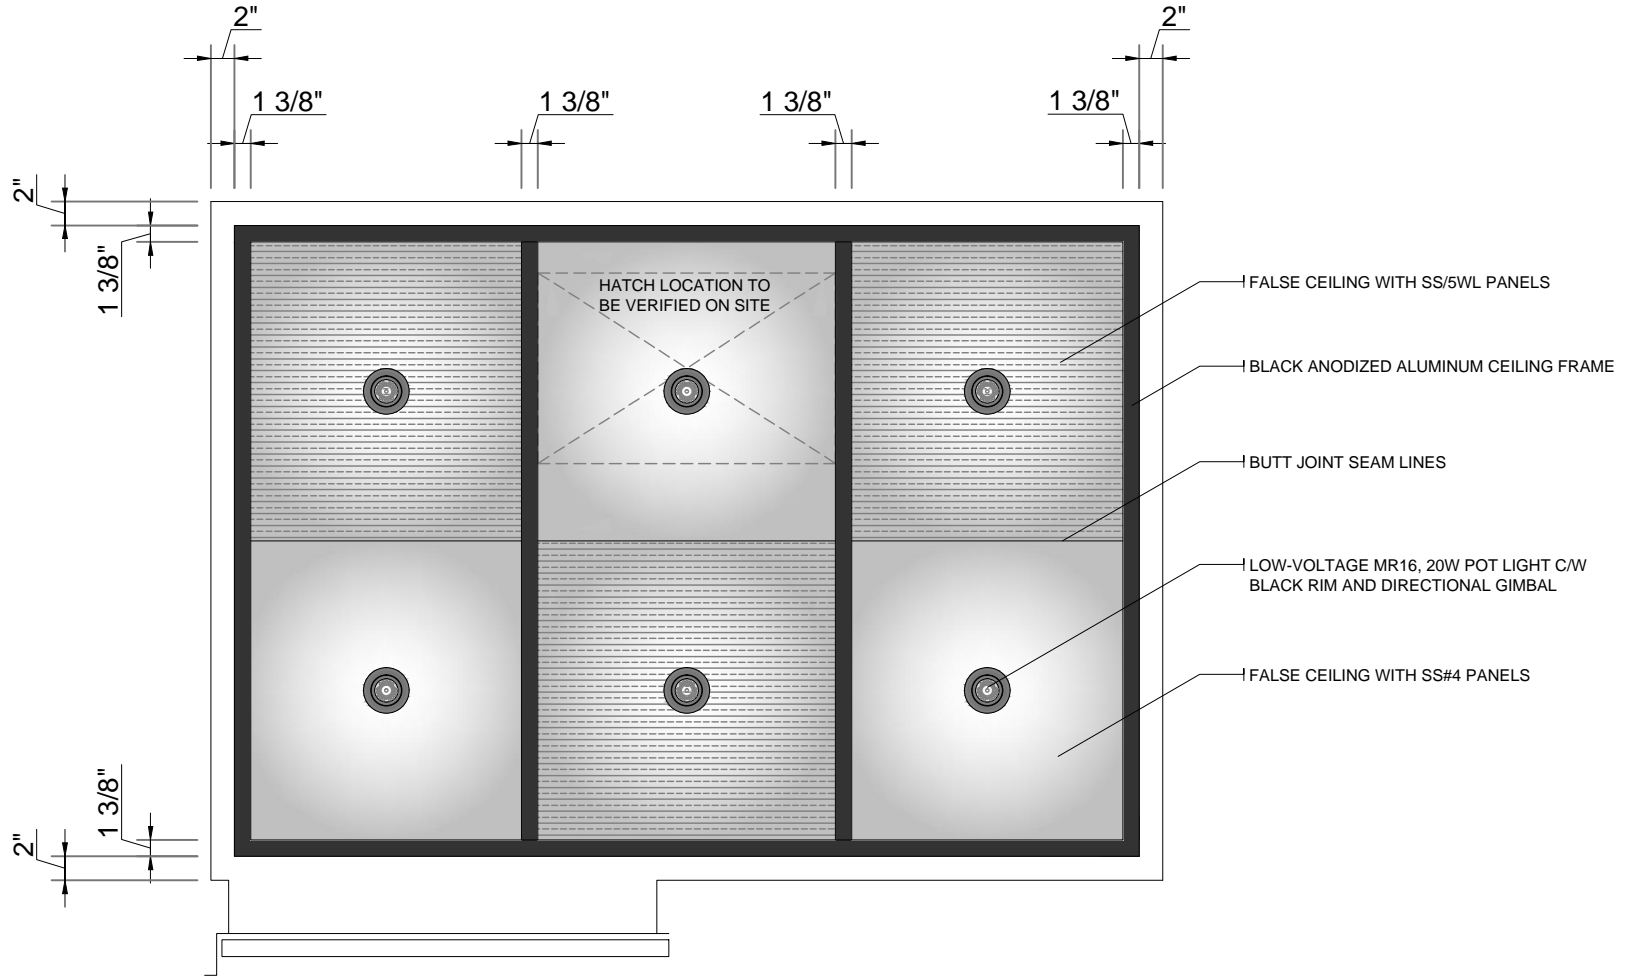 2"
2"
1 3/8"
1 3/8"
1 3/8"
1 3/8"
2"
1 3/8"
HATCH LOCATION TO
BE VERIFIED ON SITE
FALSE CEILING WITH SS/5WL PANELS
BLACK ANODIZED ALUMINUM CEILING FRAME
BUTT JOINT SEAM LINES
LOW-VOLTAGE MR16, 20W POT LIGHT C/W
BLACK RIM AND DIRECTIONAL GIMBAL
FALSE CEILING WITH SS#4 PANELS
1 3/8"
2"